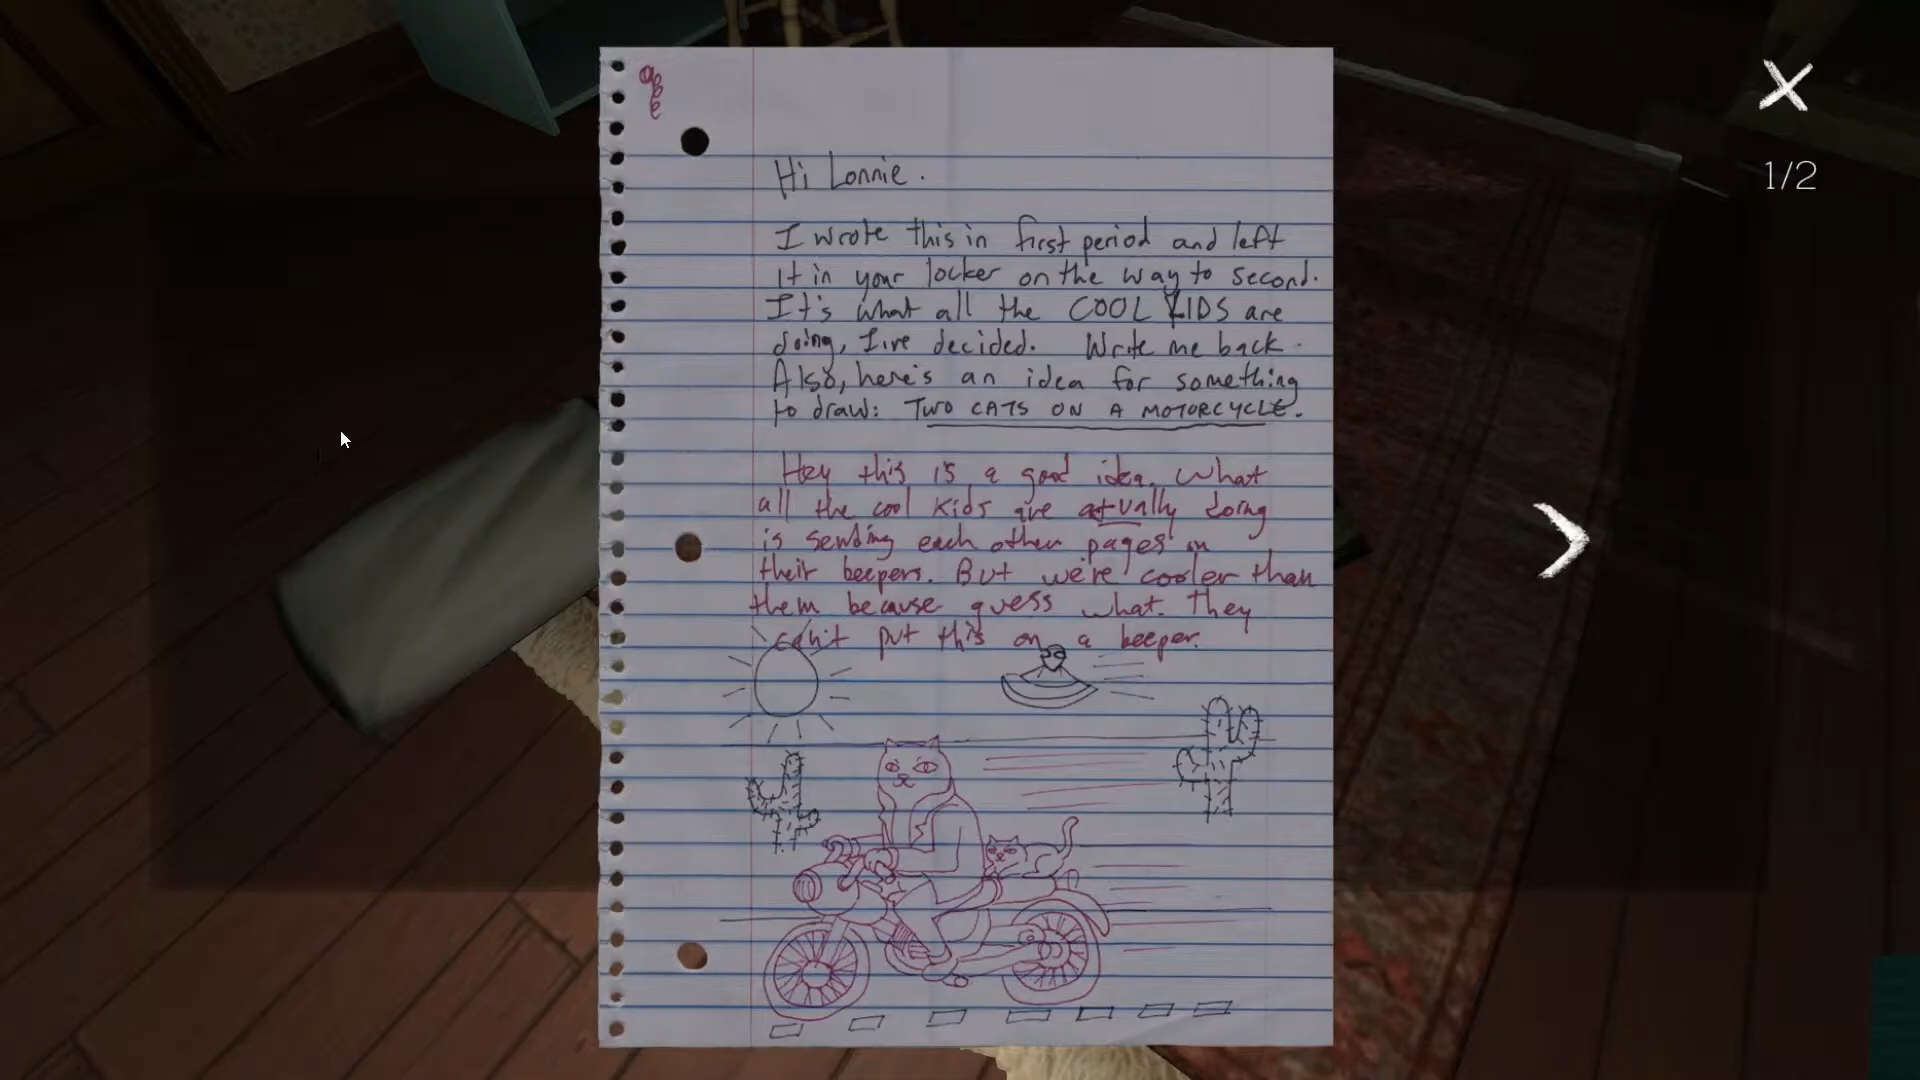 Hi Lonnie.
I wrote this in first period and left
it in your locker on the way to second.
It's what all the COOL KIDS are
doing, I've decided. Write me back.
Also, here's an idea for something
to draw: TWO CATS ON A MOTORCYCLE.
Hey this is a good idea. What
all the cool kids are actually doing
is sending each other pages on
their beepers. But we're cooler than
them because guess what. They
can't put this on a beeper.
1/2